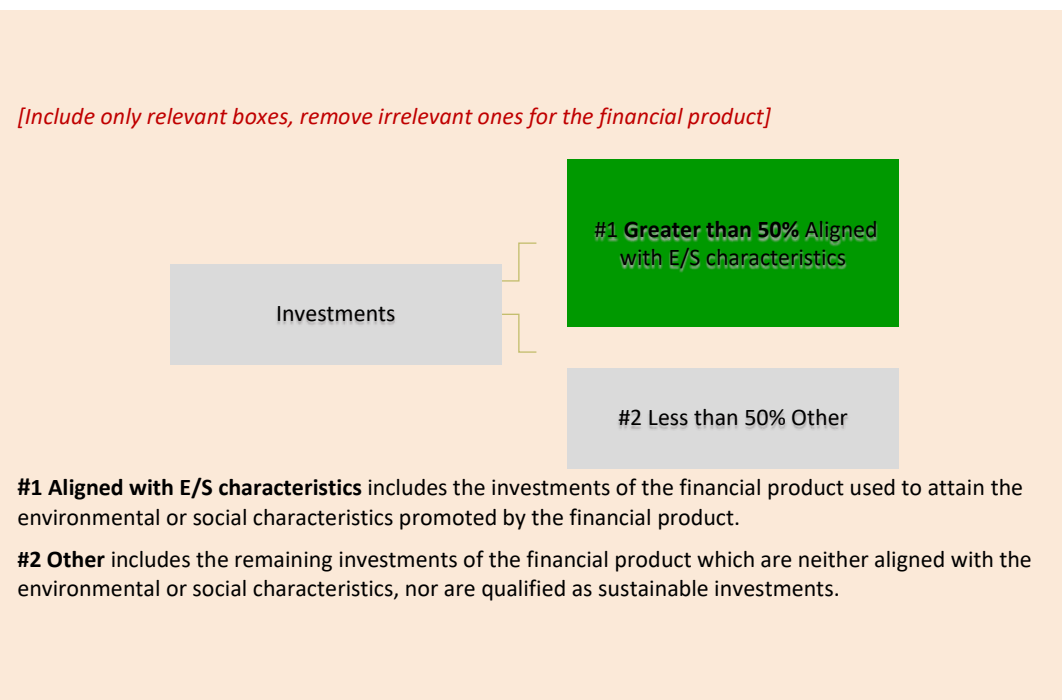 [Include only relevant boxes, remove irrelevant ones for the financial product]
#1 Greater than 50% Aligned
with E/S characteristics
Investments
#2 Less than 50% Other
#1 Aligned with E/S characteristics includes the investments of the financial product used to attain the
environmental or social characteristics promoted by the financial product.
#2 Other includes the remaining investments of the financial product which are neither aligned with the
environmental or social characteristics, nor are qualified as sustainable investments.